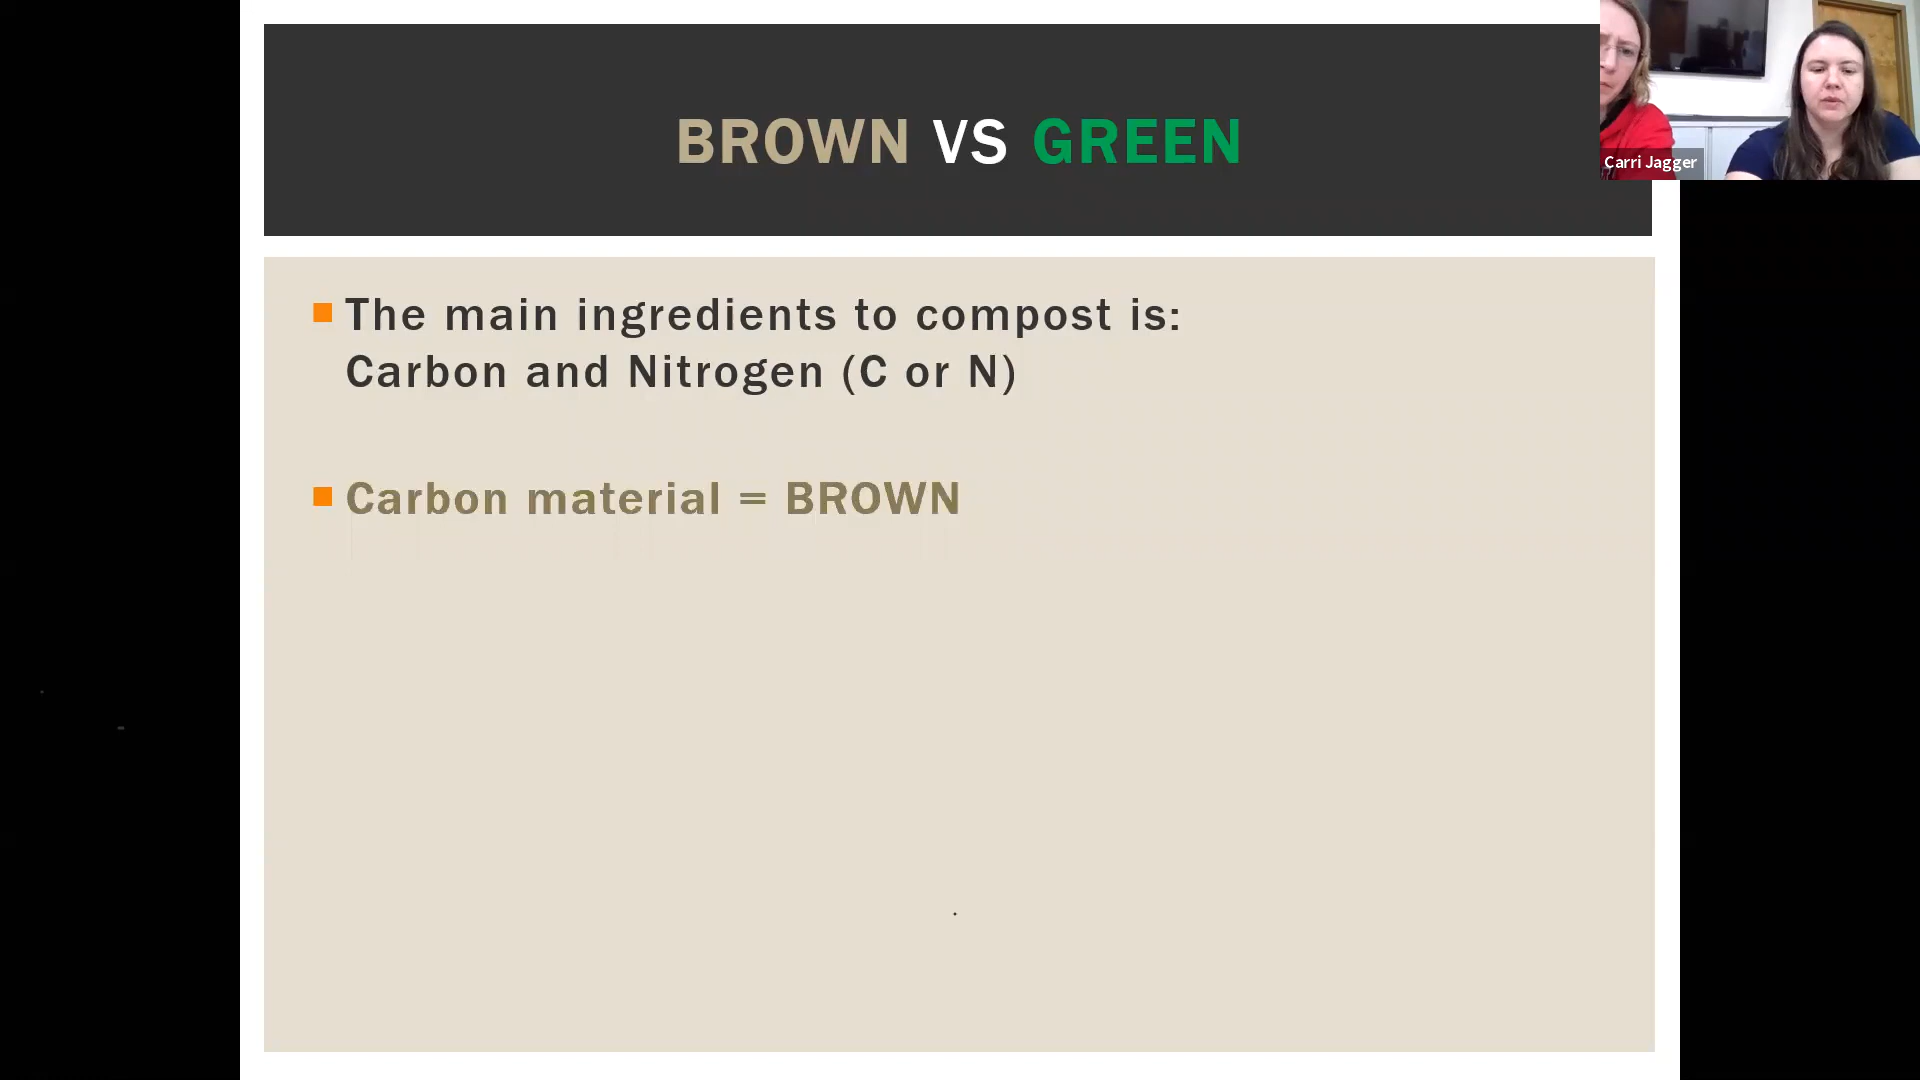 BROWN VS GREEN
Carri Jagger
The main ingredients to compost is:
Carbon and Nitrogen (C or N)
Carbon material = BROWN